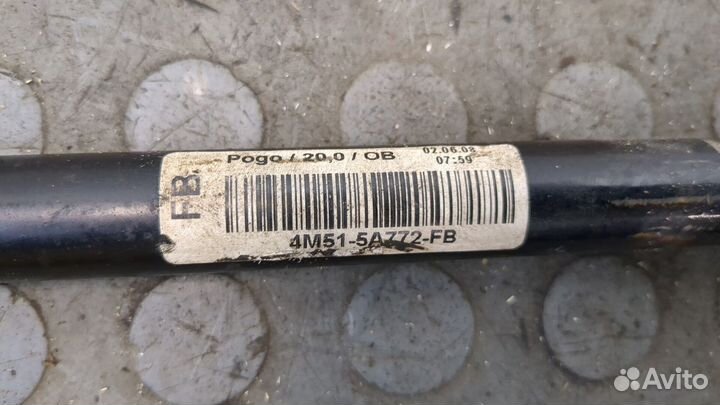 FB.
Pogo / 20,0 / OB
02.06.08
07:59
4M51-5A772-FB
Avito